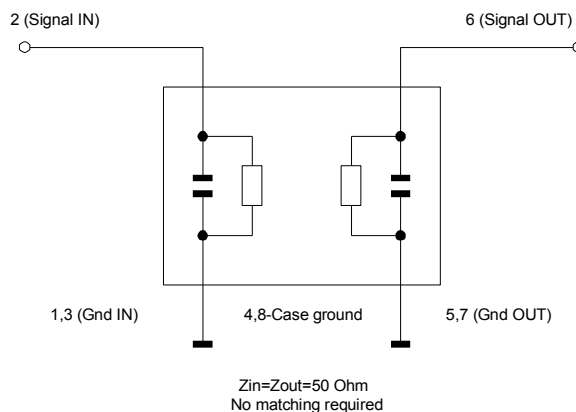 2 (Signal IN)
6 (Signal OUT)
1,3 (Gnd IN)
4,8-Case ground
5,7 (Gnd OUT)
Zin=Zout=50 Ohm
No matching required